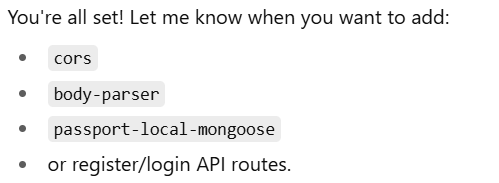 You're all set! Let me know when you want to add:
• cors
• body-parser
• passport-local-mongoose
• or register/login API routes.